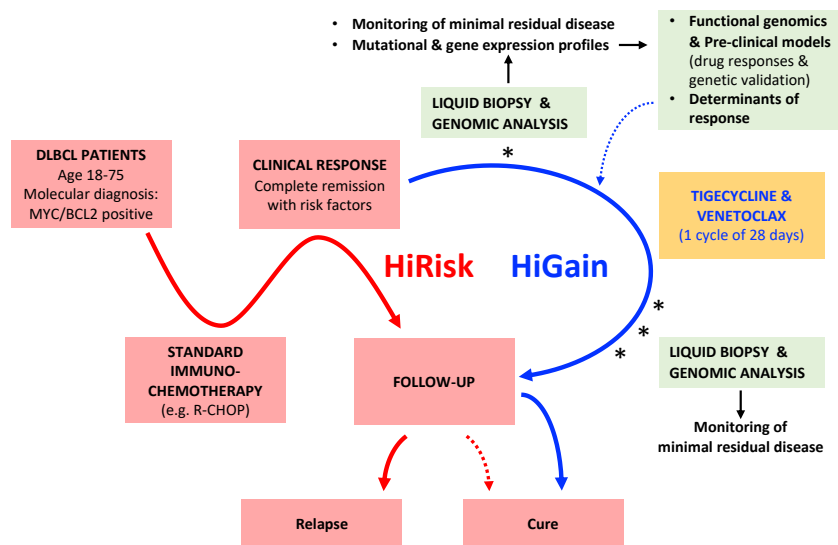 • Monitoring of minimal residual disease
• Mutational & gene expression profiles
• Functional genomics
& Pre-clinical models
(drug responses &
genetic validation)
• Determinants of
response
LIQUID BIOPSY &
GENOMIC ANALYSIS
*
DLBCL PATIENTS
Age 18-75
Molecular diagnosis:
MYC/BCL2 positive
CLINICAL RESPONSE
Complete remission
with risk factors
TIGECYCLINE &
VENETOCLAX
(1 cycle of 28 days)
HiRisk
HiGain
*
*
*
STANDARD
IMMUNO-
CHEMOTHERAPY
(e.g. R-CHOP)
FOLLOW-UP
LIQUID BIOPSY &
GENOMIC ANALYSIS
Monitoring of
minimal residual disease
Relapse
Cure